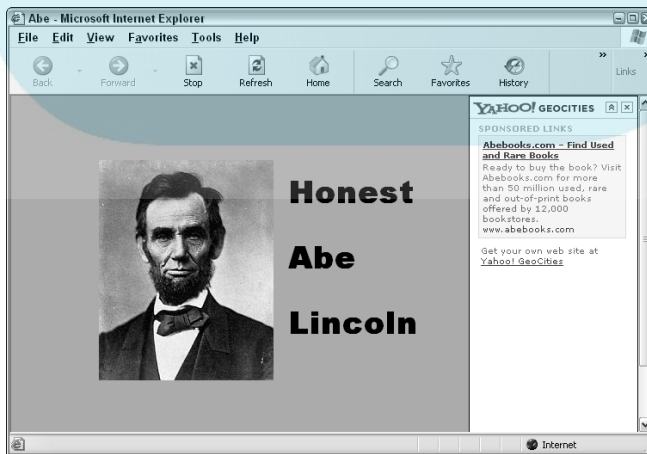 Abe - Microsoft Internet Explorer
File Edit View Favorites Tools Help
Back Forward Stop Refresh Home Search Favorites History » Links
YAHOO! GEOCITIES
SPONSORED LINKS
Abebooks.com – Find Used
and Rare Books
Ready to buy the book? Visit
Abebooks.com for more
than 50 million used, rare
and out-of-print books
offered by 12,000
bookstores.
www.abebooks.com
Get your own web site at
Yahoo! GeoCities
Honest
Abe
Lincoln
Internet